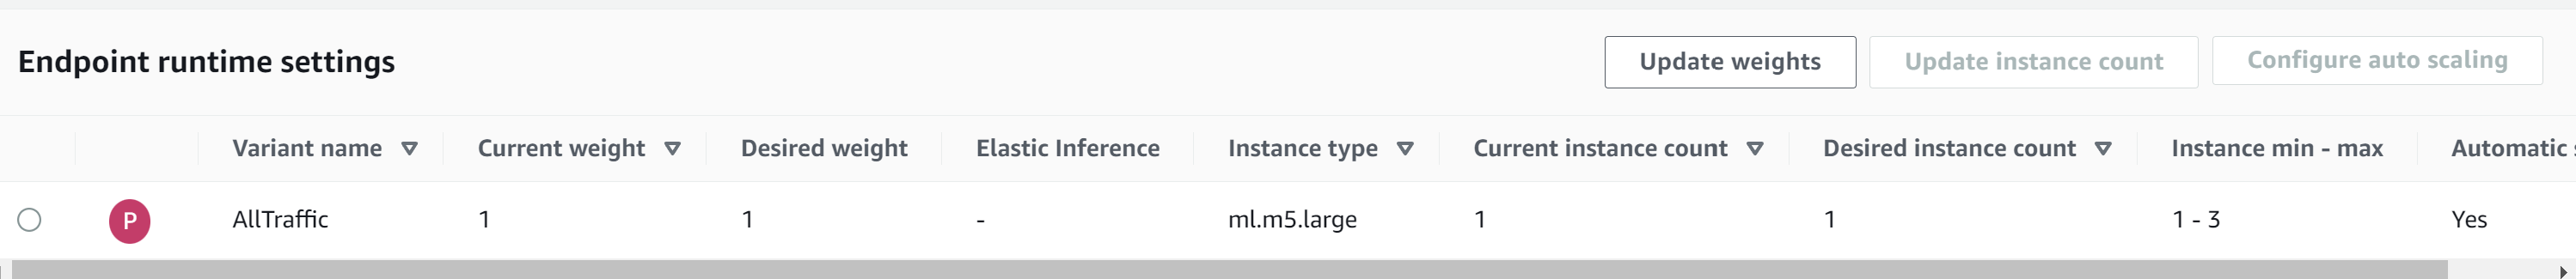 Endpoint runtime settings Update weights Update instance count Configure auto scaling
Variant name Current weight Desired weight Elastic Inference Instance type Current instance count Desired instance count Instance min - max Automatic
P AllTraffic 1 1 - ml.m5.large 1 1 1 - 3 Yes